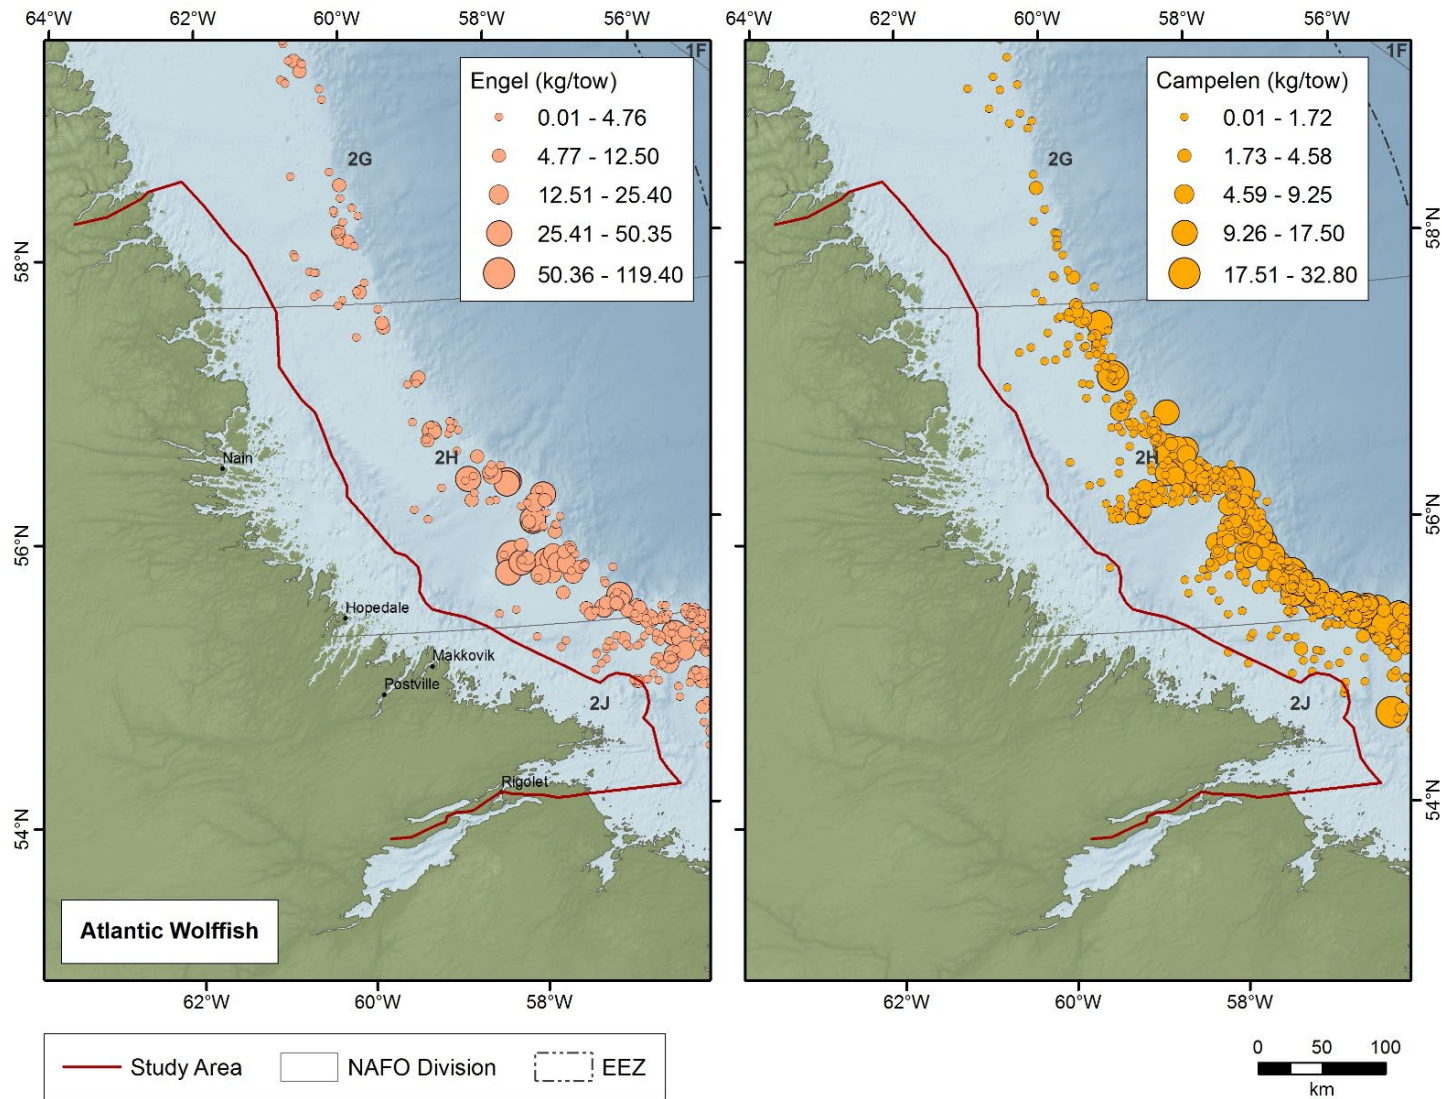 64°W 62°W 60°W 58°W 56°W 64°W 62°W 60°W 58°W 56°W
1F 1F
Engel (kg/tow)
0.01 - 4.76
4.77 - 12.50
12.51 - 25.40
25.41 - 50.35
50.36 - 119.40
Campelen (kg/tow)
0.01 - 1.72
1.73 - 4.58
4.59 - 9.25
9.26 - 17.50
17.51 - 32.80
2G 2G
58°N 58°N
2H 2H
Nain
56°N 56°N 56°N
Hopedale
Makkovik
Postville
2J 2J
Rigolet
54°N 54°N
Atlantic Wolffish
62°W 60°W 58°W 62°W 60°W 58°W
Study Area NAFO Division EEZ
0 50 100
km